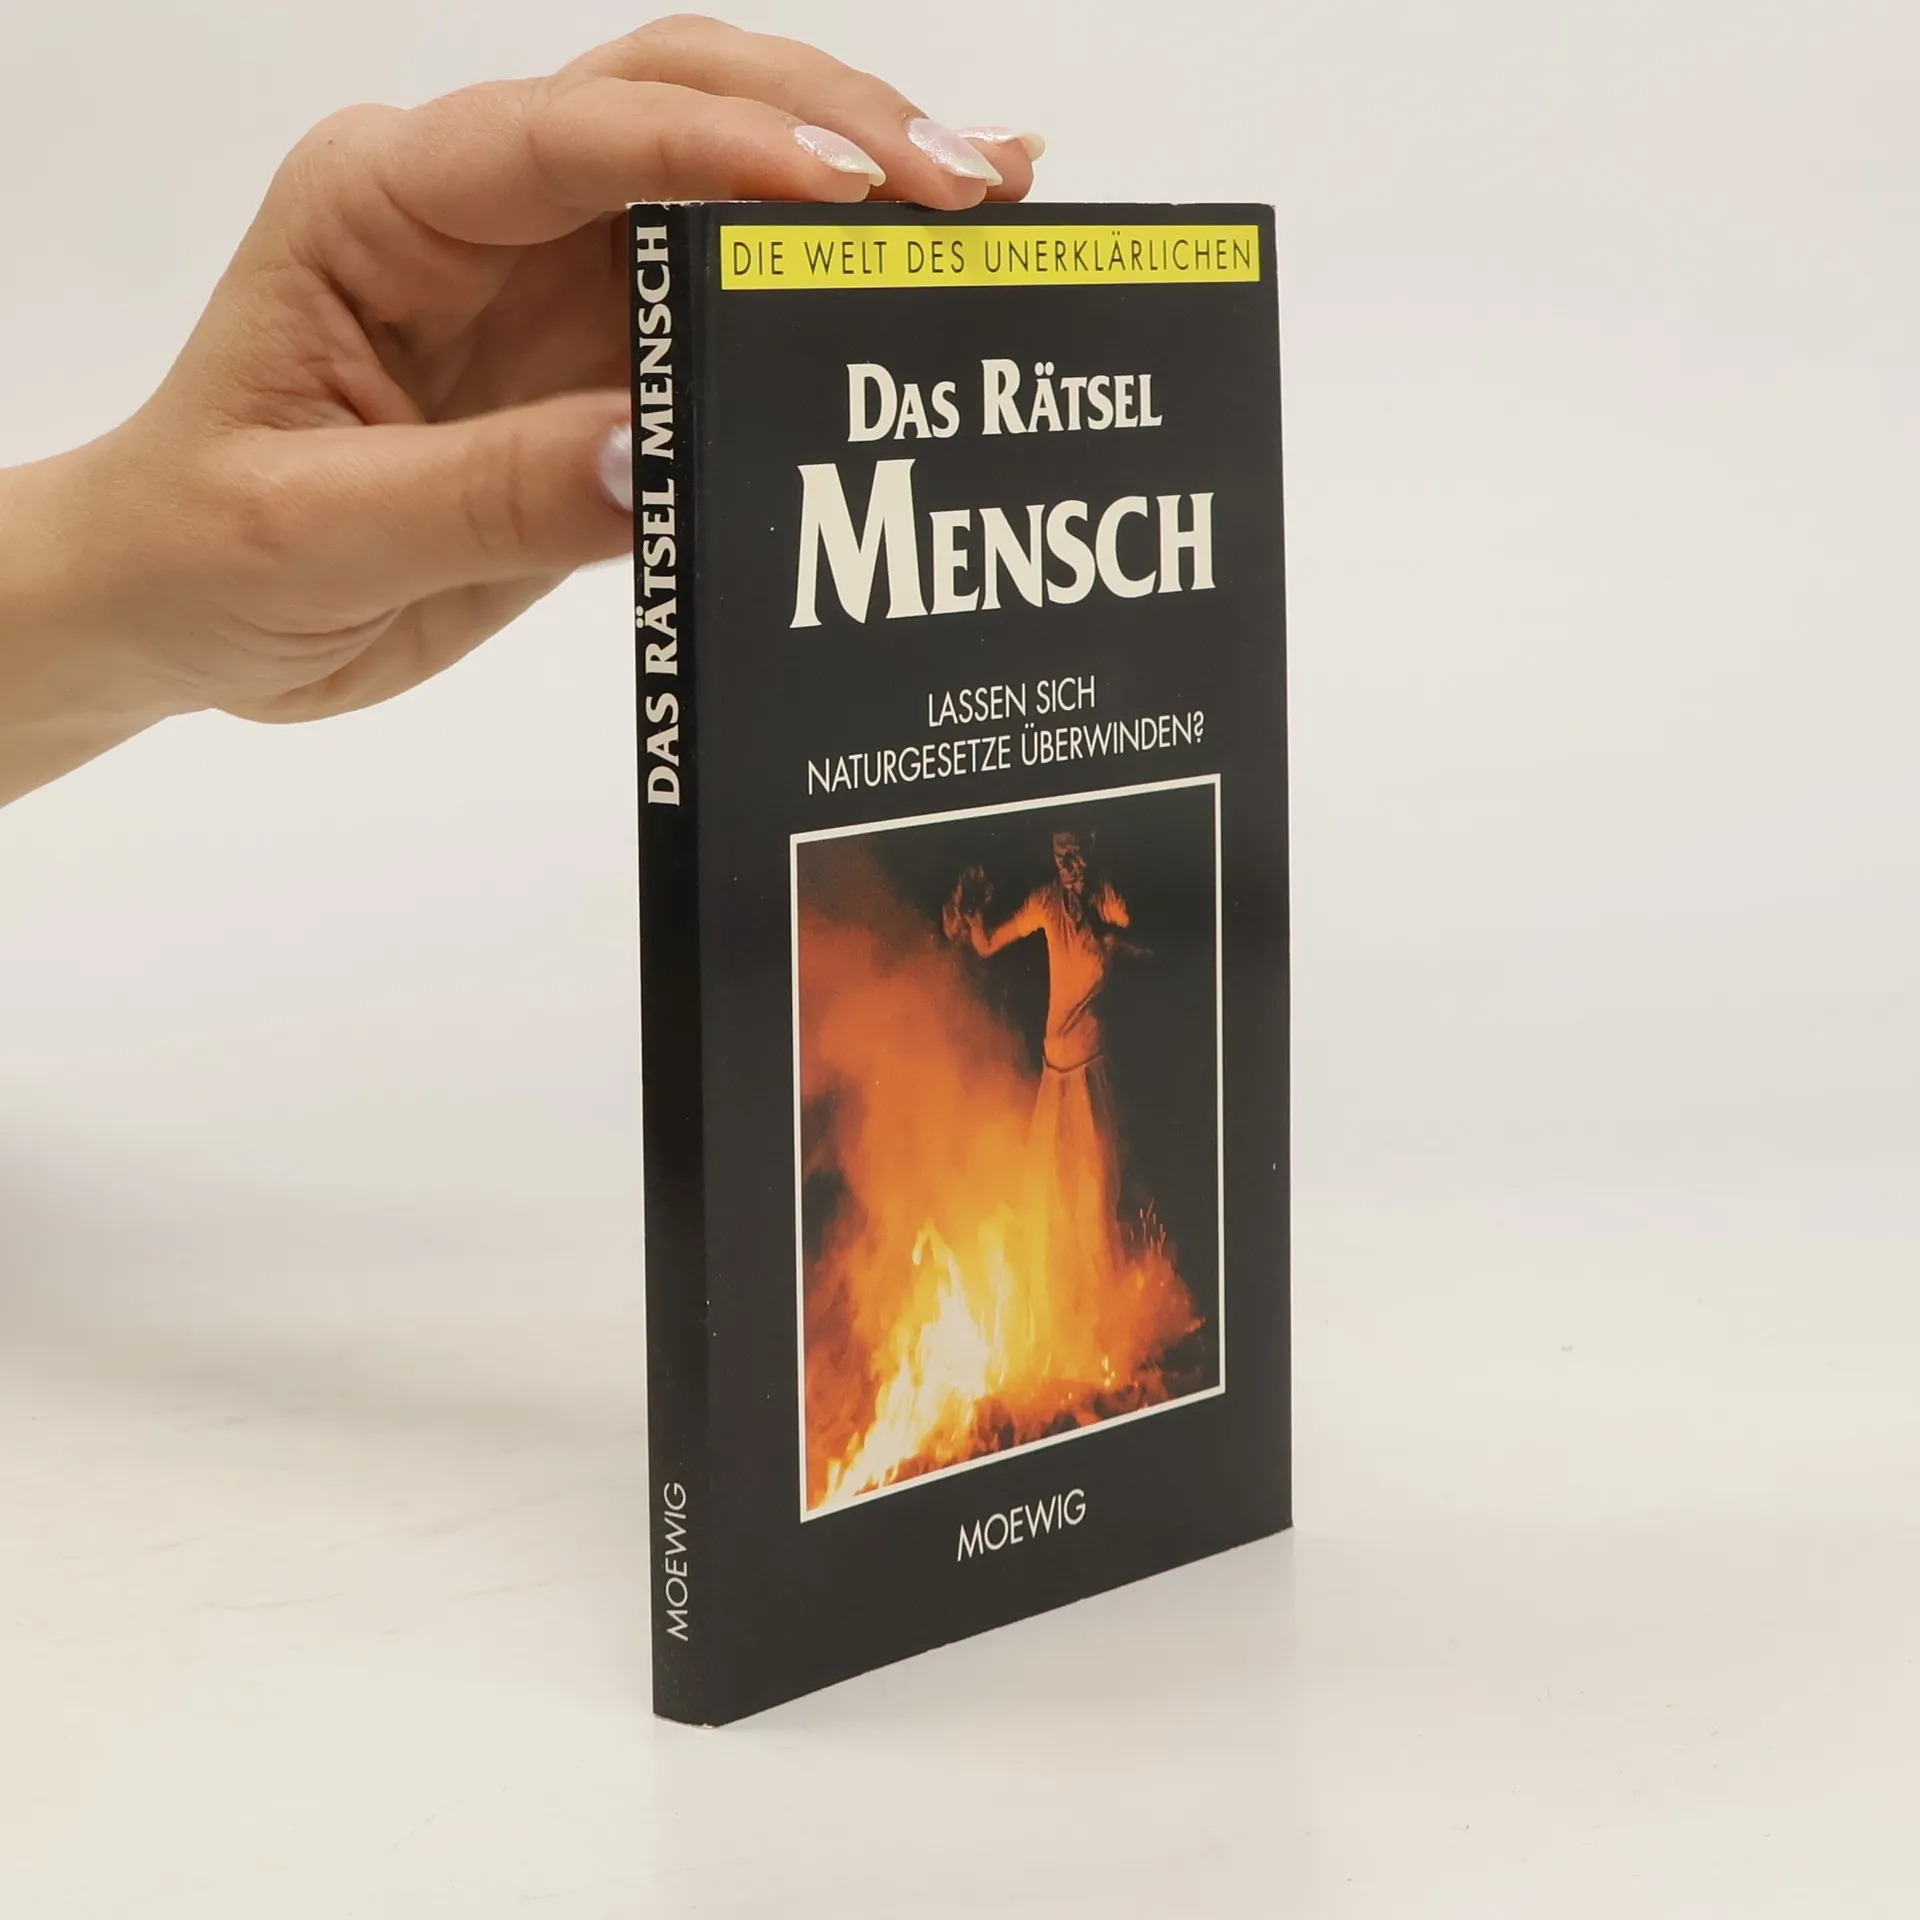 DIE WELT DES UNERKLÄRLICHEN
DAS RÄTSEL
MENSCH
LASSEN SICH
NATURGESETZE ÜBERWINDEN?
MOEWIG
DAS RÄTSEL MENSCH
MOEWIG